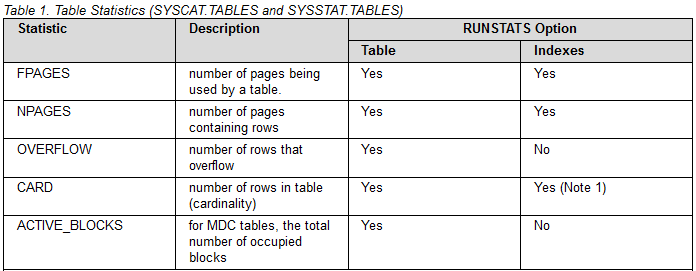 Table 1. Table Statistics (SYSCAT.TABLES and SYSSTAT.TABLES)
Statistic Description RUNSTATS Option
Table Indexes
FPAGES number of pages being Yes Yes
used by a table.
NPAGES number of pages Yes Yes
containing rows
OVERFLOW number of rows that Yes No
overflow
CARD number of rows in table Yes Yes (Note 1)
(cardinality)
ACTIVE_BLOCKS for MDC tables, the total Yes No
number of occupied
blocks